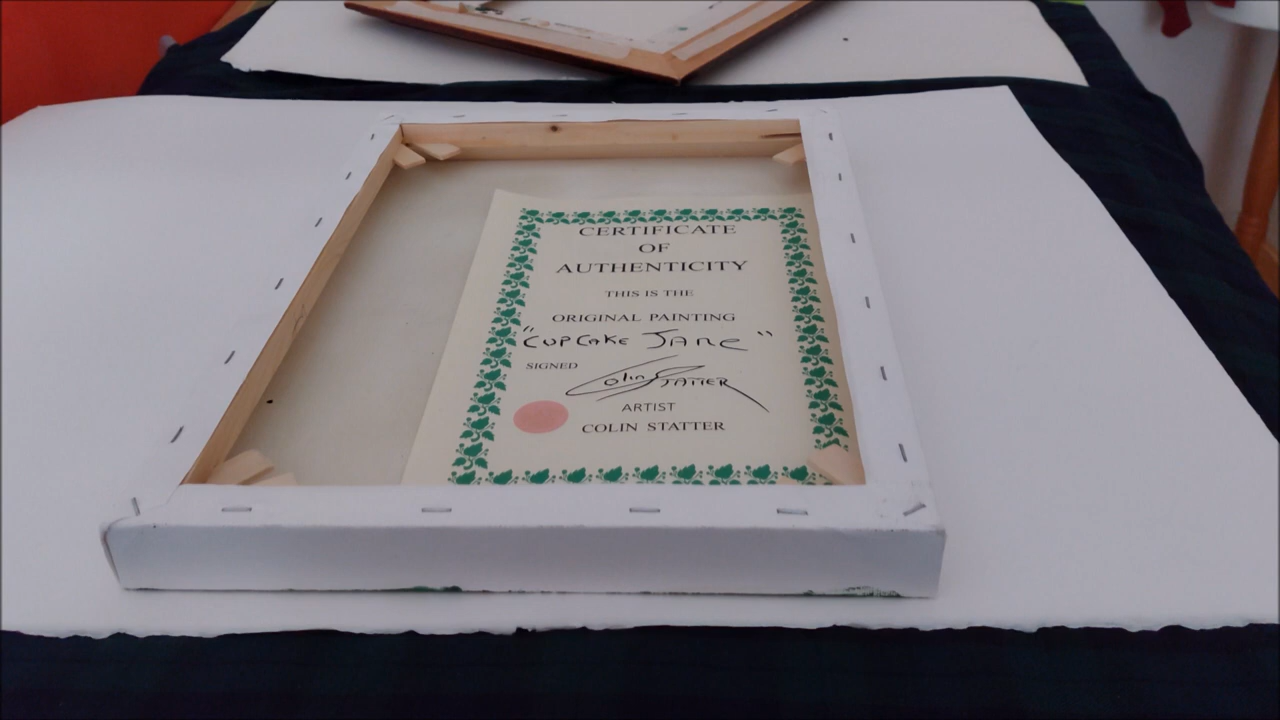 CERTIFICATE
OF
AUTHENTICITY
THIS IS THE
ORIGINAL PAINTING
"CUPCAKE JANE"
SIGNED
Colin STATTER
ARTIST
COLIN STATTER